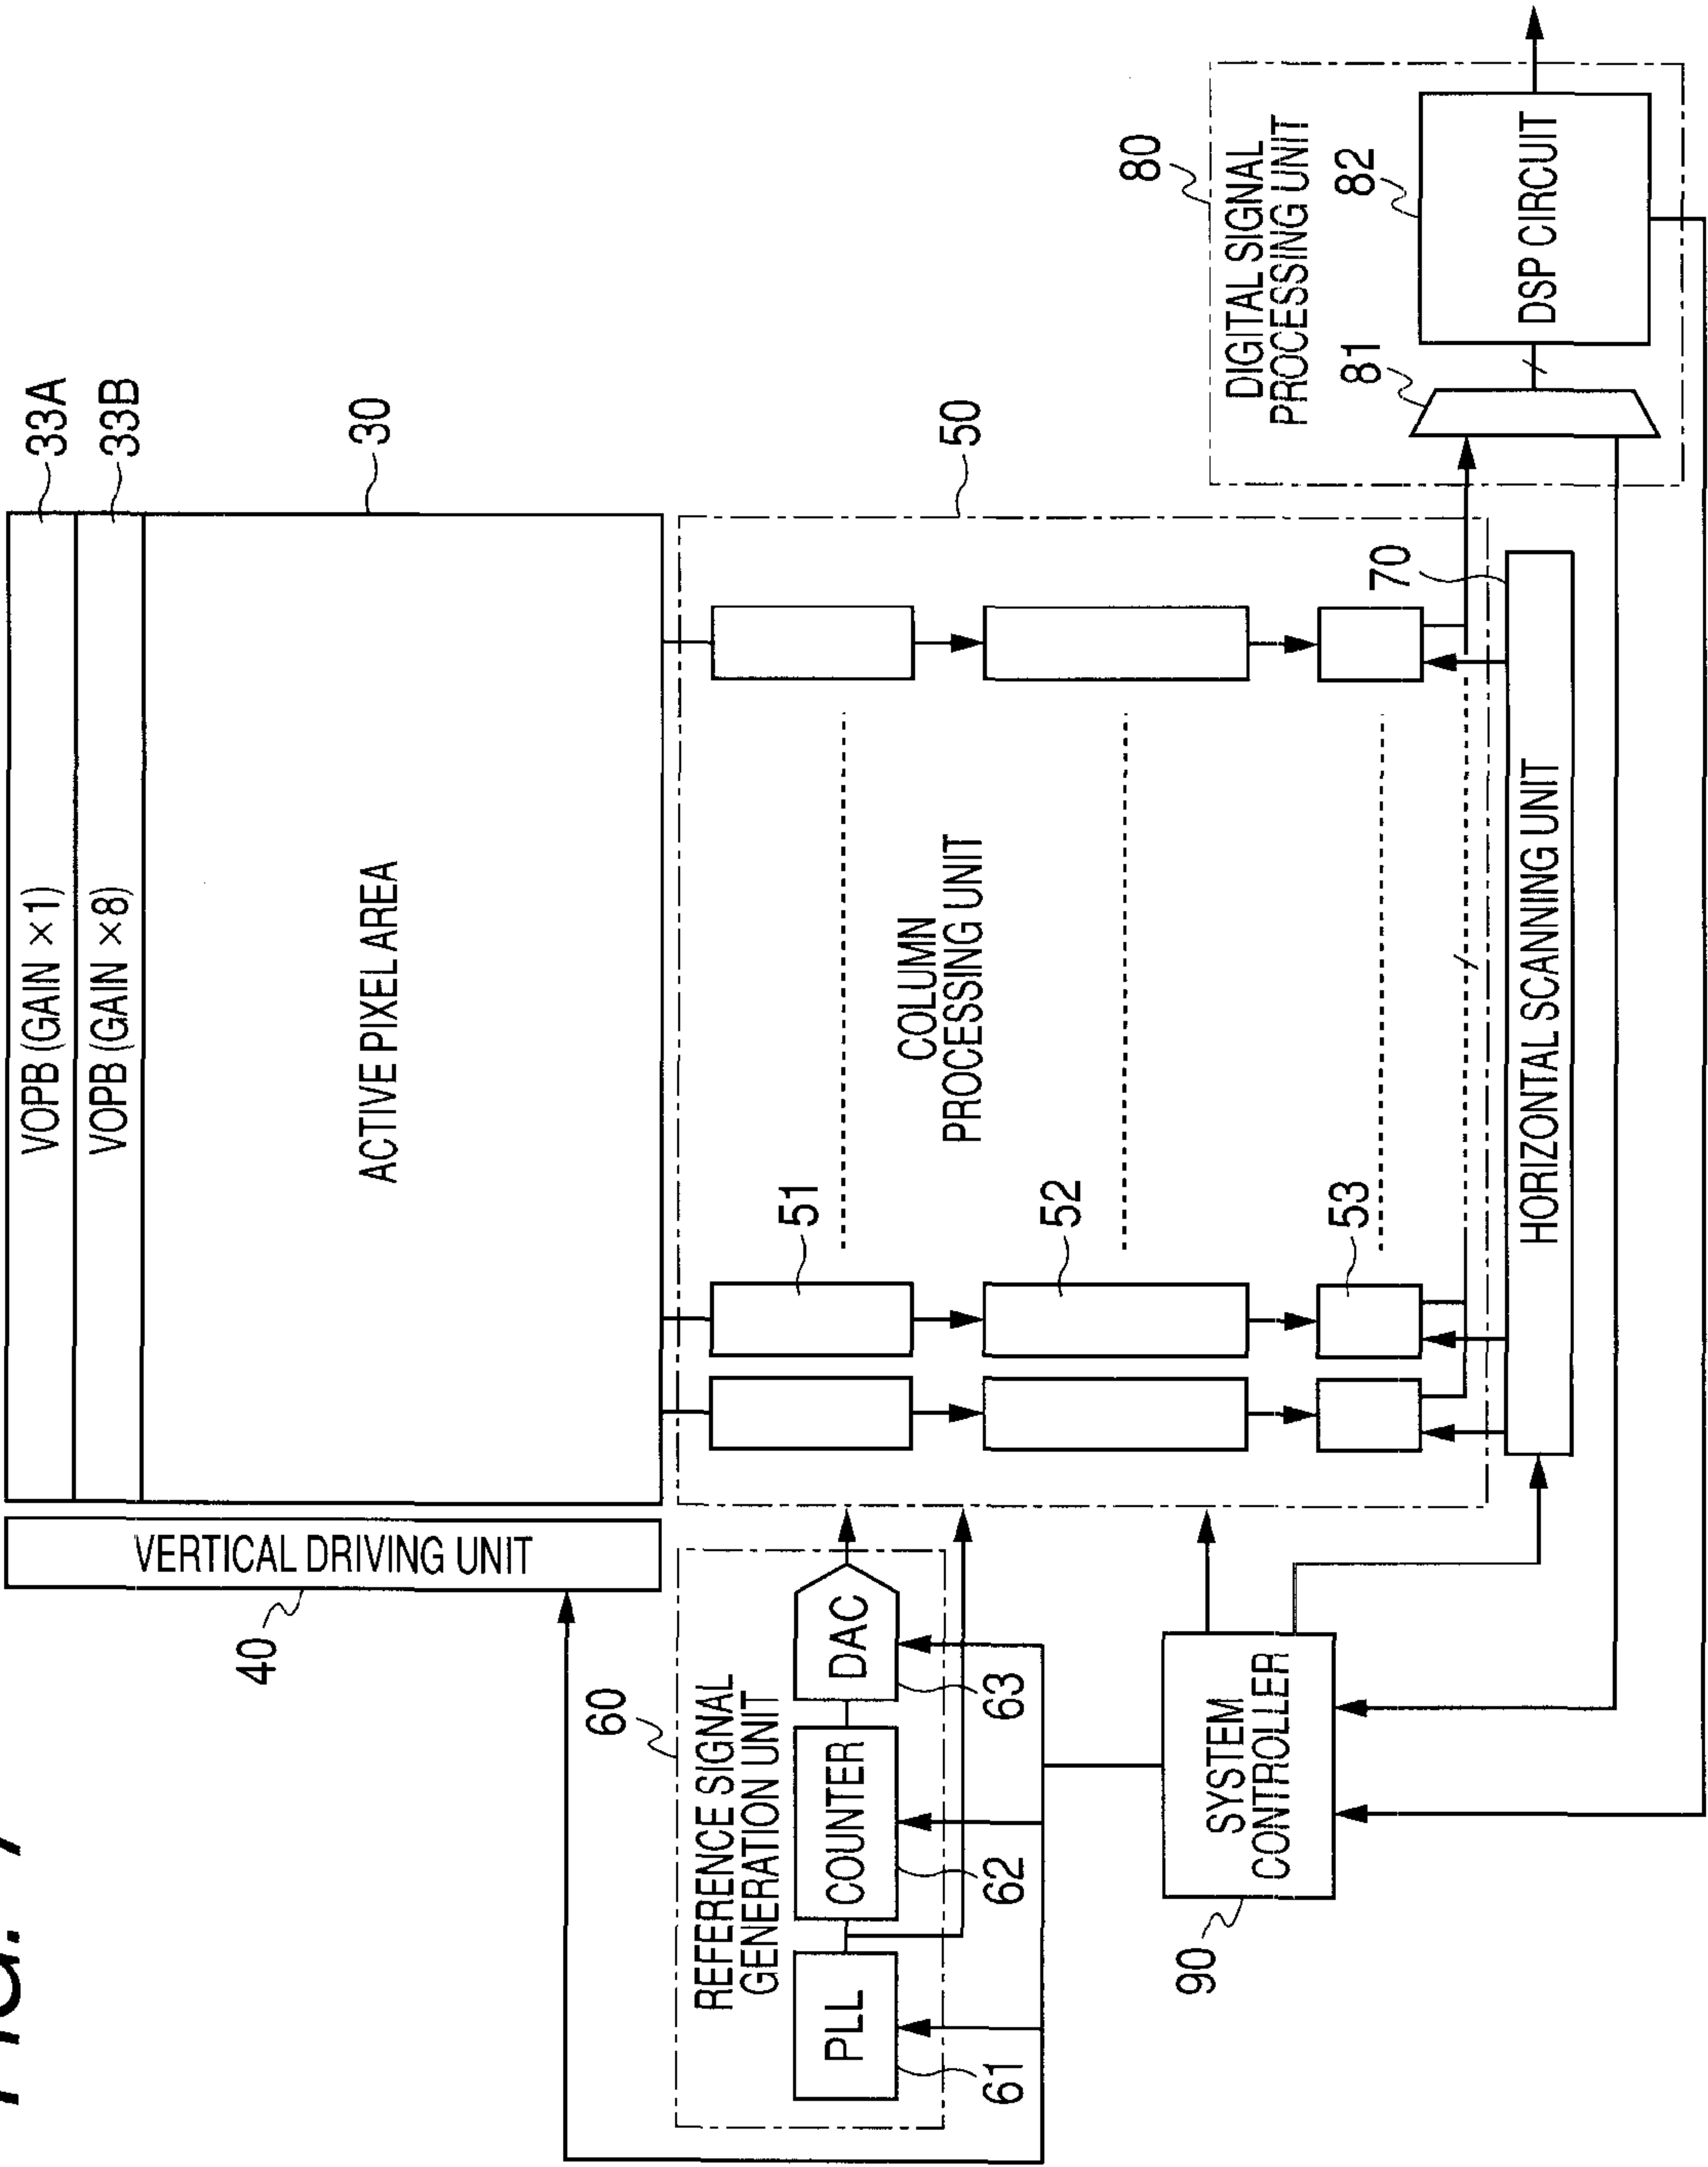 33A
33B
30
VOPB (GAIN ×1)
VOPB (GAIN ×8)
ACTIVE PIXEL AREA
VERTICAL DRIVING UNIT
40
50
COLUMN
PROCESSING UNIT
51
52
53
60
REFERENCE SIGNAL
GENERATION UNIT
PLL
COUNTER
DAC
61
62
63
70
HORIZONTAL SCANNING UNIT
80
DIGITAL SIGNAL
PROCESSING UNIT
81
82
DSP CIRCUIT
SYSTEM
CONTROLLER
90